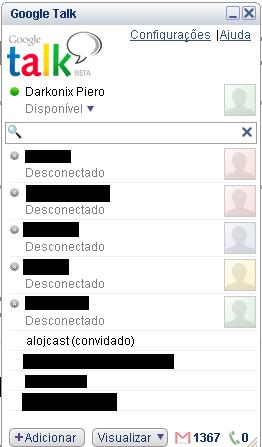 Google Talk
Configurações | Ajuda
Google
talk
BETA
Darkonix Piero
Disponível
Desconectado
Desconectado
Desconectado
Desconectado
Desconectado
alojcast (convidado)
+Adicionar Visualizar 1367 0